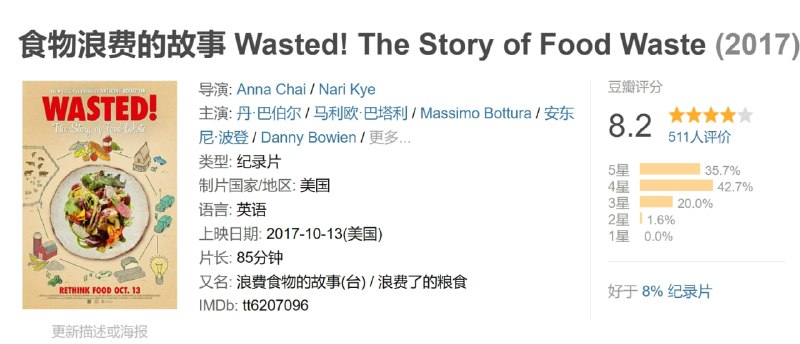 食物浪费的故事 Wasted! The Story of Food Waste (2017)
WASTED!
The Story of Food Waste
RETHINK FOOD OCT. 13
更新描述或海报
导演: Anna Chai / Nari Kye
主演: 丹·巴伯尔 / 马利欧·巴塔利 / Massimo Bottura / 安东
尼·波登 / Danny Bowien / 更多...
类型: 纪录片
制片国家/地区: 美国
语言: 英语
上映日期: 2017-10-13(美国)
片长: 85分钟
又名: 浪費食物的故事(台) / 浪费了的粮食
IMDb: tt6207096
豆瓣评分
8.2
511人评价
5星 35.7%
4星 42.7%
3星 20.0%
2星 1.6%
1星 0.0%
好于 8% 纪录片